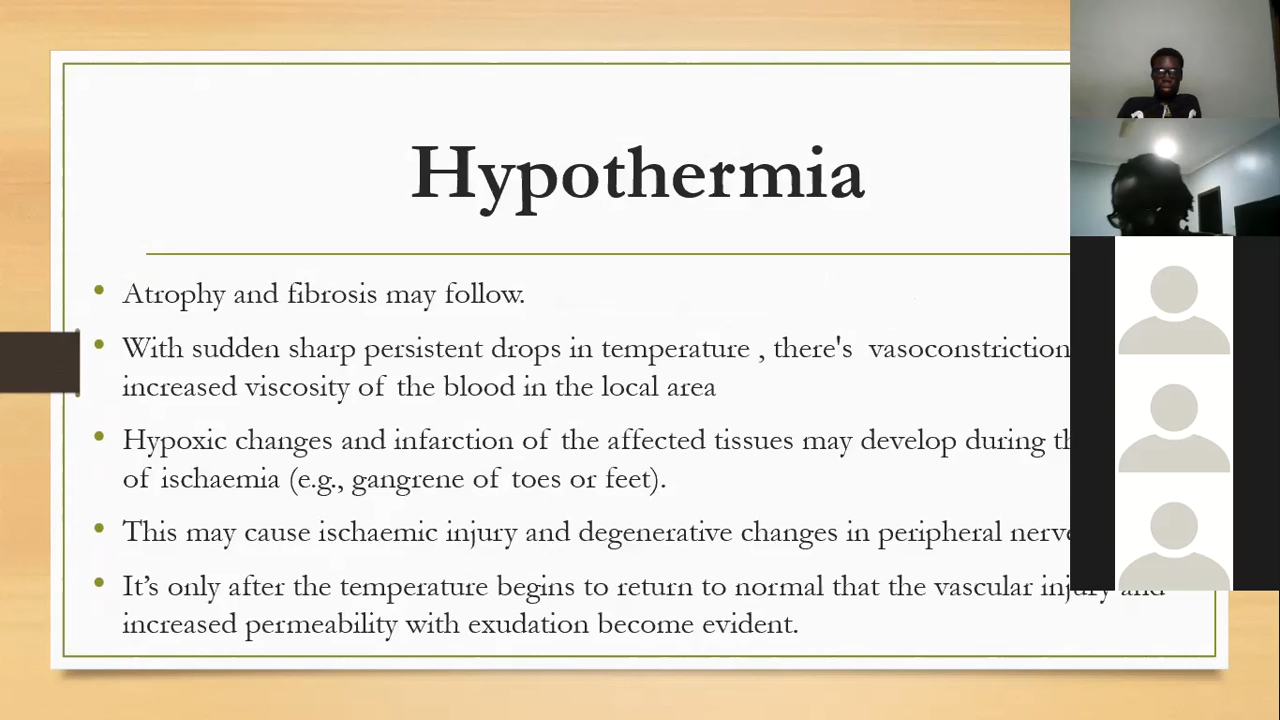 Hypothermia
• Atrophy and fibrosis may follow.
• With sudden sharp persistent drops in temperature , there's vasoconstriction
increased viscosity of the blood in the local area
• Hypoxic changes and infarction of the affected tissues may develop during
of ischaemia (e.g., gangrene of toes or feet).
• This may cause ischaemic injury and degenerative changes in peripheral
• It’s only after the temperature begins to return to normal that the vascular injury and
increased permeability with exudation become evident.